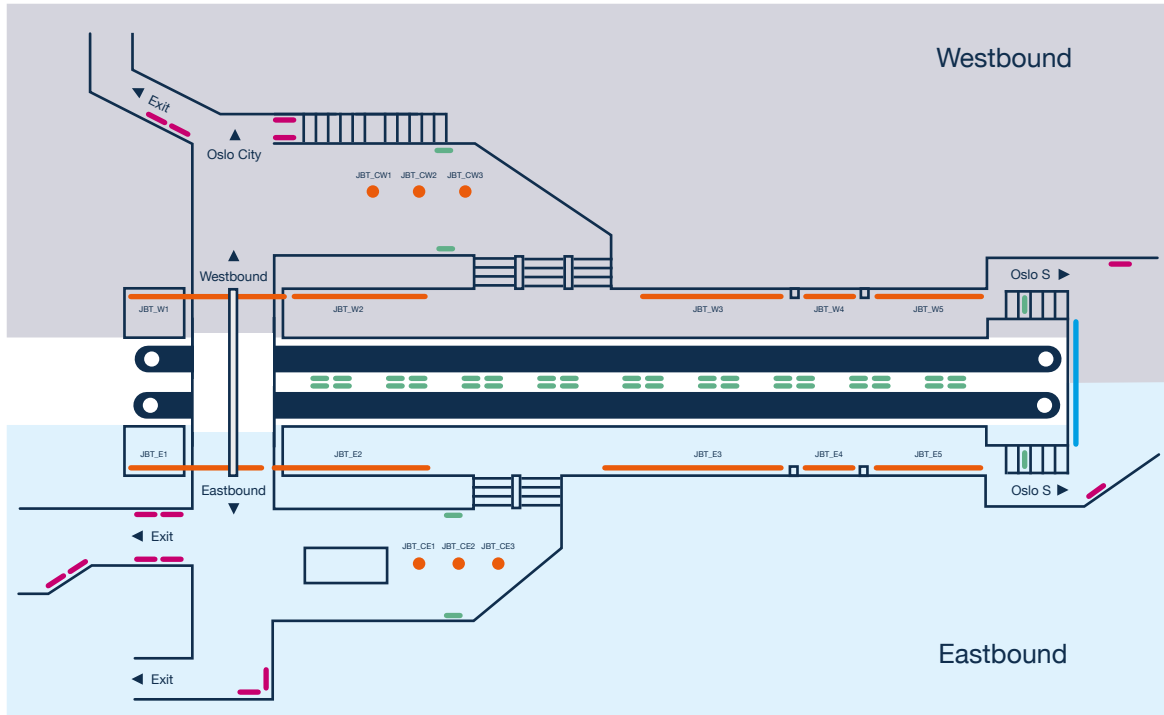 Westbound
Exit
Oslo City
JBT_CW1
JBT_CW2
JBT_CW3
Westbound
Oslo S
JBT_W1
JBT_W2
JBT_W3
JBT_W4
JBT_W5
JBT_E1
JBT_E2
JBT_E3
JBT_E4
JBT_E5
Eastbound
Oslo S
Exit
JBT_CE1
JBT_CE2
JBT_CE3
Eastbound
Exit